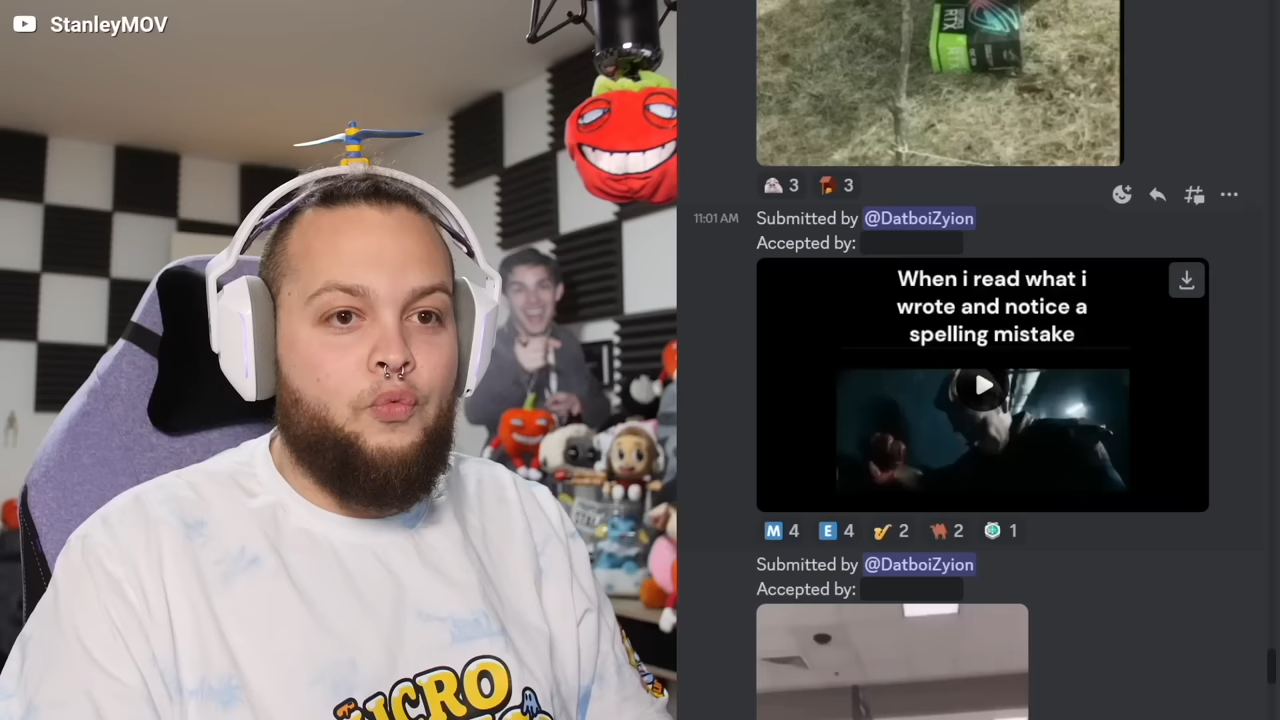 StanleyMOV
RTX
3
3
11:01 AM
Submitted by @DatboiZyion
Accepted by:
When i read what i
wrote and notice a
spelling mistake
M 4
E 4
2
2
1
Submitted by @DatboiZyion
Accepted by: